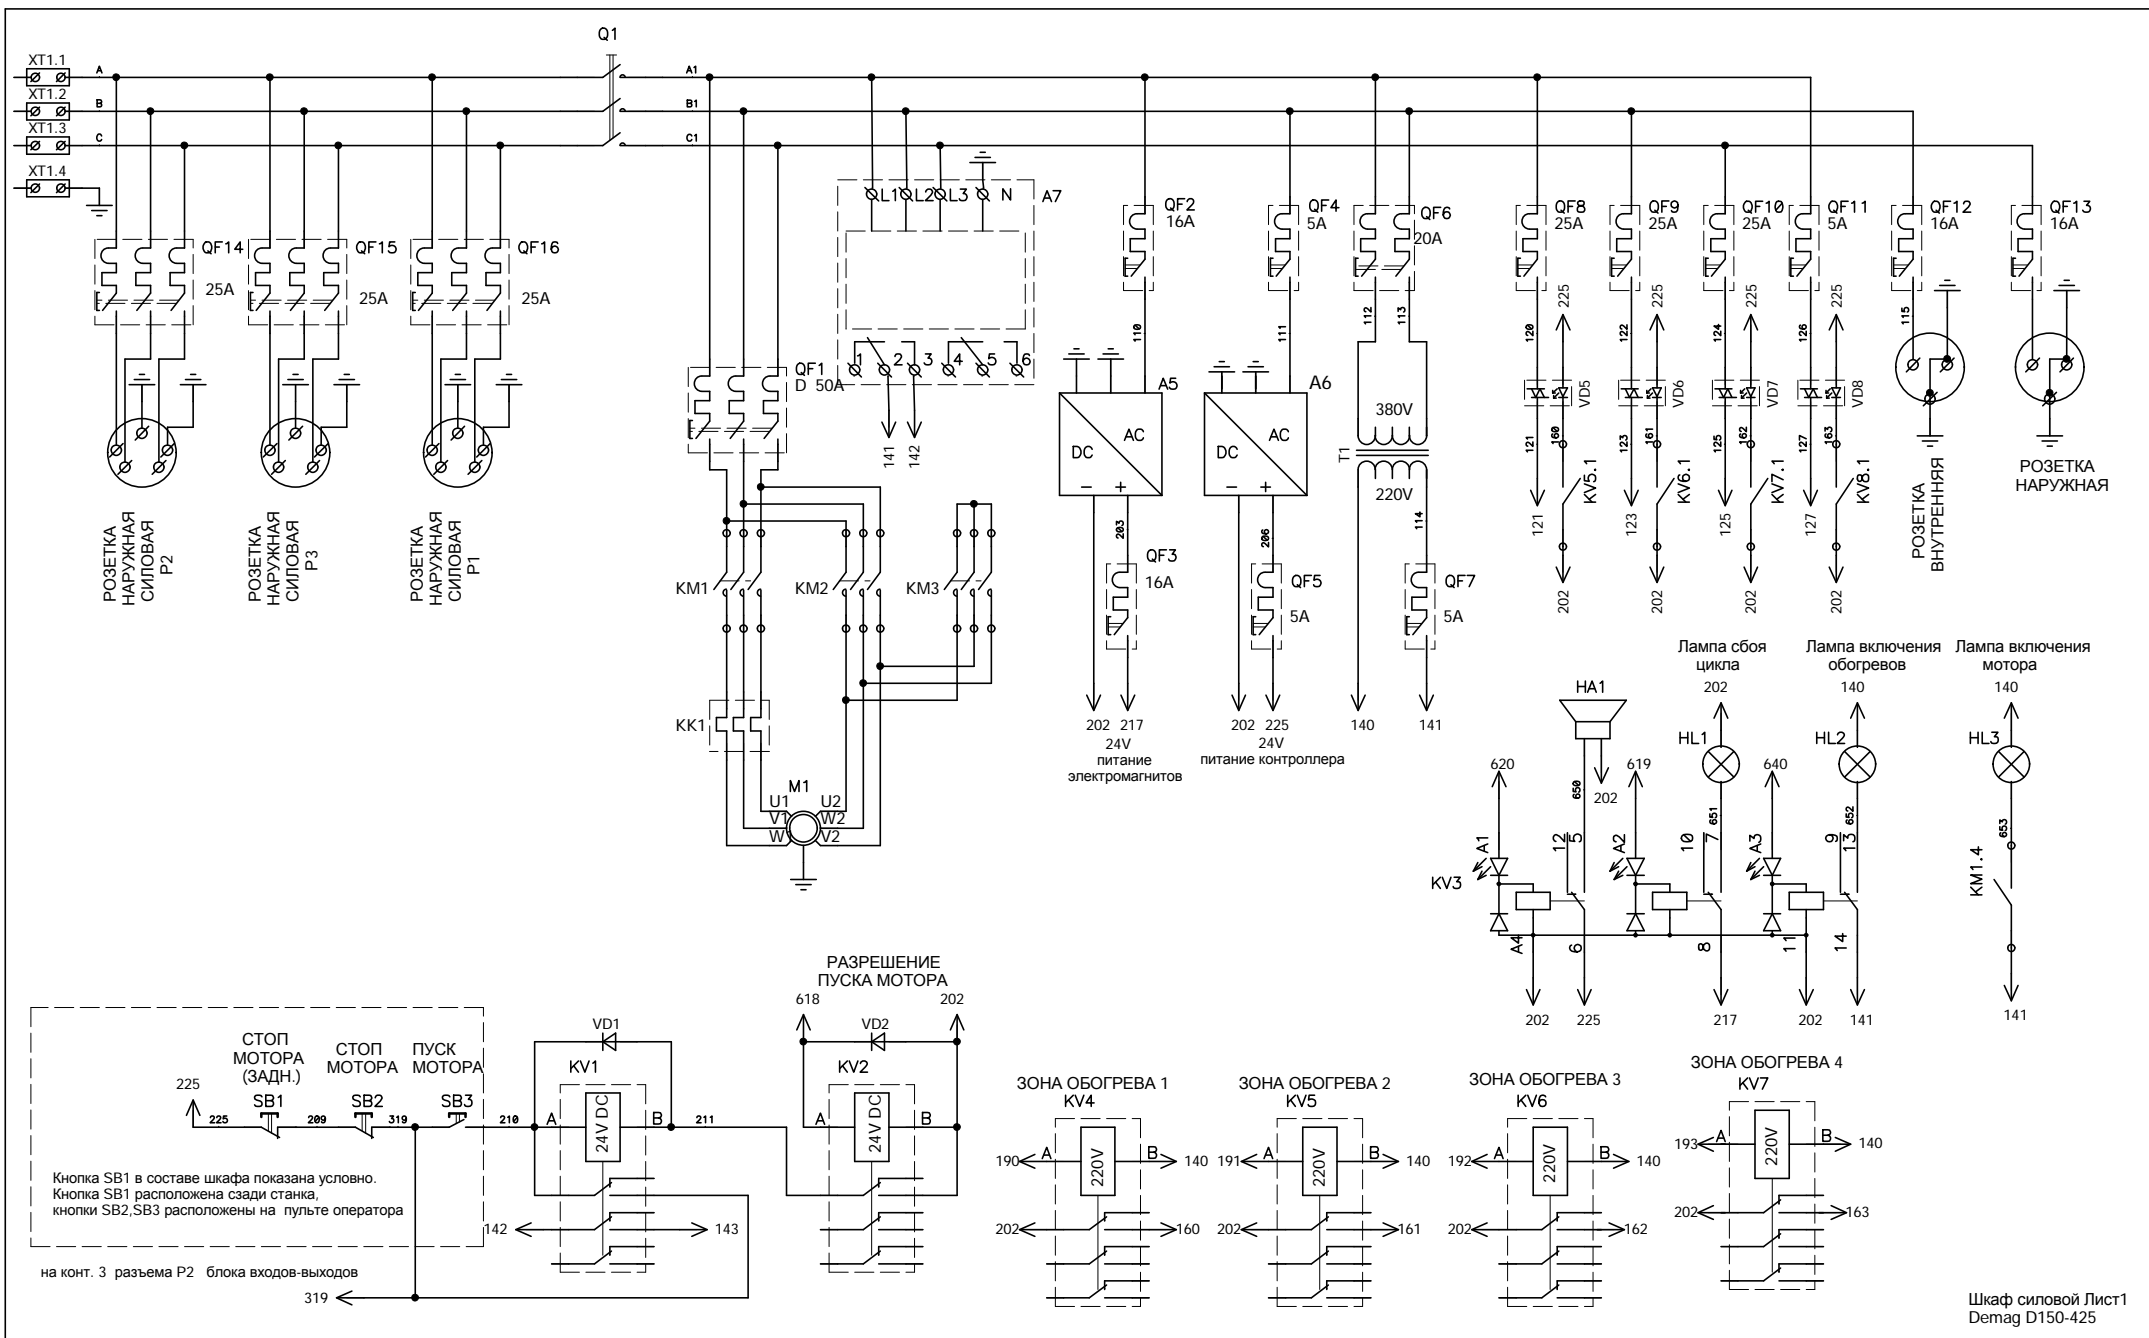 Q1
XT1.1
A
A1
XT1.2
B
B1
XT1.3
C
C1
XT1.4
QF14
25A
QF15
25A
QF16
25A
РОЗЕТКА
НАРУЖНАЯ
СИЛОВАЯ
P2
РОЗЕТКА
НАРУЖНАЯ
СИЛОВАЯ
P3
РОЗЕТКА
НАРУЖНАЯ
СИЛОВАЯ
P1
QF1
D 50A
L1
L2
L3
N
A7
1
2
3
4
5
6
141
142
KM1
KM2
KM3
KK1
M1
U1
U2
V1
W2
W1
V2
QF2
16A
110
A5
DC
AC
–
+
203
QF3
16A
202
217
24V
питание
электромагнитов
QF4
5A
111
A6
DC
AC
–
+
206
QF5
5A
202
225
24V
питание контроллера
QF6
20A
112
113
380V
T1
220V
114
QF7
5A
140
141
QF8
25A
120
225
VD5
121
160
KV5.1
121
202
QF9
25A
122
225
VD6
123
161
KV6.1
123
202
QF10
25A
124
225
VD7
125
162
KV7.1
125
202
QF11
5A
126
225
VD8
127
163
KV8.1
127
202
QF12
16A
115
РОЗЕТКА
ВНУТРЕННЯЯ
QF13
16A
РОЗЕТКА
НАРУЖНАЯ
HA1
650
202
Лампа сбоя
цикла
202
HL1
651
Лампа включения
обогревов
140
HL2
652
Лампа включения
мотора
140
HL3
653
KM1.4
141
620
A1
KV3
A4
12
5
6
619
A2
10
7
8
640
A3
11
9
13
14
202
225
217
202
141
СТОП
МОТОРА
(ЗАДН.)
СТОП
МОТОРА
ПУСК
МОТОРА
225
SB1
SB2
SB3
225
209
319
210
Кнопка SB1 в составе шкафа показана условно.
Кнопка SB1 расположена сзади станка,
кнопки SB2,SB3 расположены на пульте оператора
на конт. 3 разъема P2 блока входов-выходов
319
VD1
KV1
A
24V DC
B
211
142
143
РАЗРЕШЕНИЕ
ПУСКА МОТОРА
618
202
VD2
KV2
A
24V DC
B
ЗОНА ОБОГРЕВА 1
KV4
190
A
220V
B
140
202
160
ЗОНА ОБОГРЕВА 2
KV5
191
A
220V
B
140
202
161
ЗОНА ОБОГРЕВА 3
KV6
192
A
220V
B
140
202
162
ЗОНА ОБОГРЕВА 4
KV7
193
A
220V
B
140
202
163
Шкаф силовой Лист1
Demag D150-425